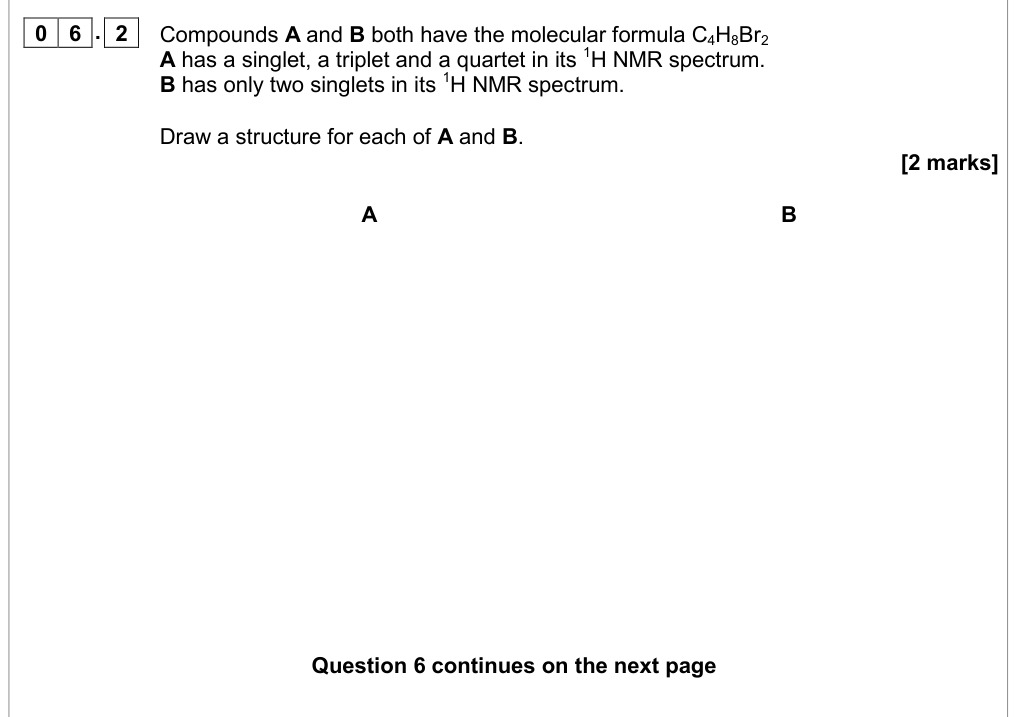 0 6 . 2 Compounds A and B both have the molecular formula C₄H₈Br₂
A has a singlet, a triplet and a quartet in its ¹H NMR spectrum.
B has only two singlets in its ¹H NMR spectrum.
Draw a structure for each of A and B.
[2 marks]
A B
Question 6 continues on the next page